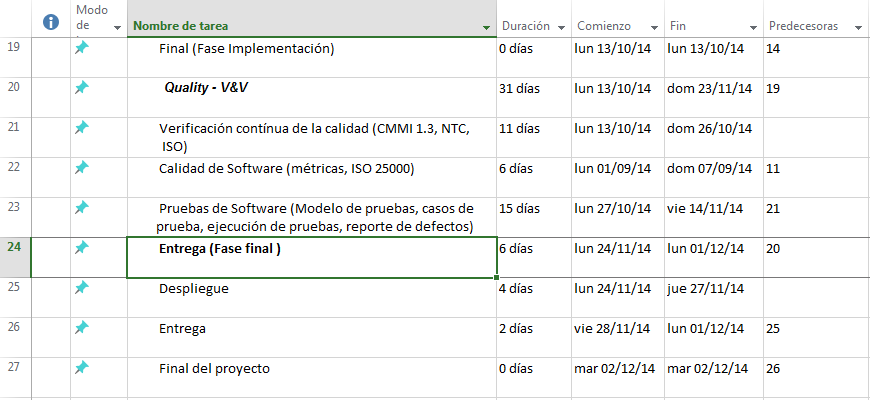 Modo de Nombre de tarea Duración Comienzo Fin Predecesoras
19 Final (Fase Implementación) 0 días lun 13/10/14 lun 13/10/14 14
20 Quality - V&V 31 días lun 13/10/14 dom 23/11/14 19
21 Verificación contínua de la calidad (CMMI 1.3, NTC, ISO) 11 días lun 13/10/14 dom 26/10/14
22 Calidad de Software (métricas, ISO 25000) 6 días lun 01/09/14 dom 07/09/14 11
23 Pruebas de Software (Modelo de pruebas, casos de prueba, ejecución de pruebas, reporte de defectos) 15 días lun 27/10/14 vie 14/11/14 21
24 Entrega (Fase final ) 6 días lun 24/11/14 lun 01/12/14 20
25 Despliegue 4 días lun 24/11/14 jue 27/11/14
26 Entrega 2 días vie 28/11/14 lun 01/12/14 25
27 Final del proyecto 0 días mar 02/12/14 mar 02/12/14 26